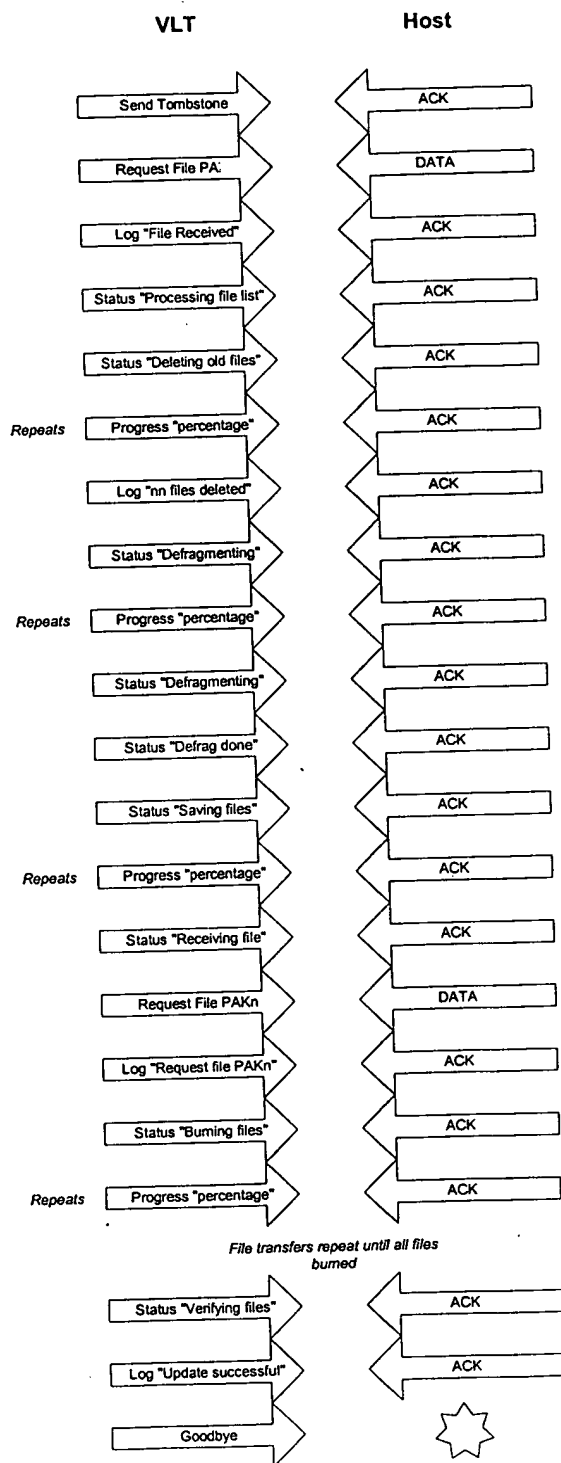 VLT Host
Send Tombstone ACK
Request File PA: DATA
Log "File Received" ACK
Status "Processing file list" ACK
Status "Deleting old files" ACK
Repeats Progress "percentage" ACK
Log "nn files deleted" ACK
Status "Defragmenting" ACK
Repeats Progress "percentage" ACK
Status "Defragmenting" ACK
Status "Defrag done" ACK
Status "Saving files" ACK
Repeats Progress "percentage" ACK
Status "Receiving file" ACK
Request File PAKn DATA
Log "Request file PAKn" ACK
Status "Burning files" ACK
Repeats Progress "percentage" ACK
File transfers repeat until all files
burned
Status "Verifying files" ACK
Log "Update successful" ACK
Goodbye